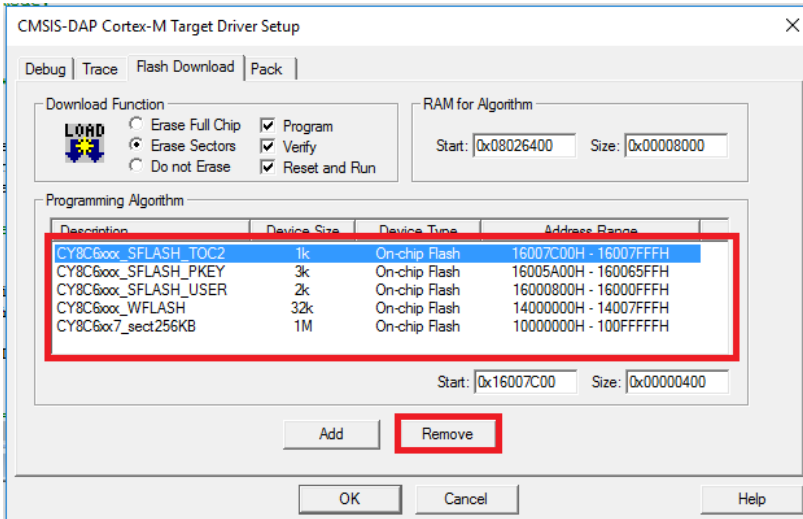 CMSIS-DAP Cortex-M Target Driver Setup
Debug Trace Flash Download Pack
Download Function
LOAD
Erase Full Chip Program
Erase Sectors Verify
Do not Erase Reset and Run
RAM for Algorithm
Start: 0x08026400 Size: 0x00008000
Programming Algorithm
Description Device Size Device Type Address Range
CY8C6xxx_SFLASH_TOC2 1k On-chip Flash 16007C00H - 16007FFFH
CY8C6xxx_SFLASH_PKEY 3k On-chip Flash 16005A00H - 160065FFH
CY8C6xxx_SFLASH_USER 2k On-chip Flash 16000800H - 16000FFFH
CY8C6xxx_WFLASH 32k On-chip Flash 14000000H - 14007FFFH
CY8C6xx7_sect256KB 1M On-chip Flash 10000000H - 100FFFFFH
Start: 0x16007C00 Size: 0x00000400
Add Remove
OK Cancel Help